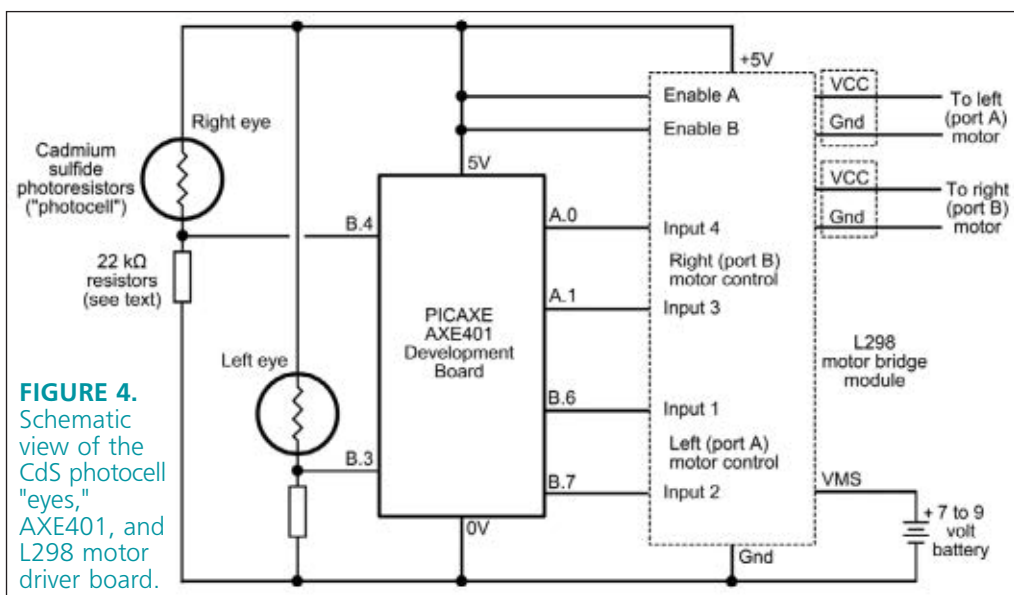 +5V
Right eye
Cadmium
sulfide
photoresistors
("photocell")
22 kΩ
resistors
(see text)
Left eye
B.4
B.3
5V
PICAXE
AXE401
Development
Board
0V
A.0
A.1
B.6
B.7
Enable A
Enable B
Input 4
Right (port B)
motor control
Input 3
Input 1
Left (port A)
motor control
Input 2
VCC
Gnd
To left
(port A)
motor
VCC
Gnd
To right
(port B)
motor
L298
motor bridge
module
VMS
+ 7 to 9
volt
battery
Gnd
FIGURE 4.
Schematic
view of the
CdS photocell
"eyes,"
AXE401, and
L298 motor
driver board.